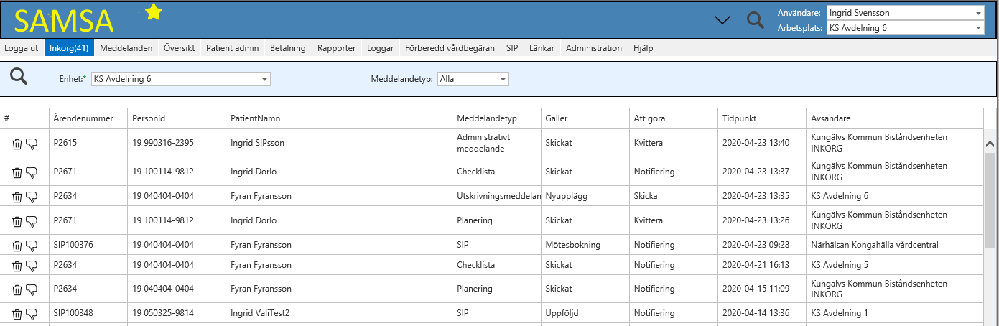 SAMSA
Användare: Ingrid Svensson
Arbetsplats: KS Avdelning 6
Logga ut Inkorg(41) Meddelanden Översikt Patient admin Betalning Rapporter Loggar Förberedd vårdbegäran SIP Länkar Administration Hjälp
Enhet:* KS Avdelning 6 Meddelandetyp: Alla
# Ärendenummer Personid PatientNamn Meddelandetyp Gäller Att göra Tidpunkt Avsändare
P2615 19 990316-2395 Ingrid SIPsson Administrativt meddelande Skickat Kvittera 2020-04-23 13:40 Kungälvs Kommun Biståndsenheten INKORG
P2671 19 100114-9812 Ingrid Dorlo Checklista Skickat Notifiering 2020-04-23 13:37 Kungälvs Kommun Biståndsenheten INKORG
P2634 19 040404-0404 Fyran Fyransson Utskrivningsmeddelan Nyupplägg Skicka 2020-04-23 13:35 KS Avdelning 6
P2671 19 100114-9812 Ingrid Dorlo Planering Skickat Kvittera 2020-04-23 13:26 Kungälvs Kommun Biståndsenheten INKORG
SIP100376 19 040404-0404 Fyran Fyransson SIP Mötesbokning Notifiering 2020-04-23 09:28 Närhälsan Kongahälla vårdcentral
P2634 19 040404-0404 Fyran Fyransson Checklista Skickat Notifiering 2020-04-21 16:13 KS Avdelning 5
P2634 19 040404-0404 Fyran Fyransson Planering Skickat Notifiering 2020-04-15 11:09 Kungälvs Kommun Biståndsenheten INKORG
SIP100348 19 050325-9814 Ingrid ValiTest2 SIP Uppföljd Notifiering 2020-04-14 13:36 KS Avdelning 1